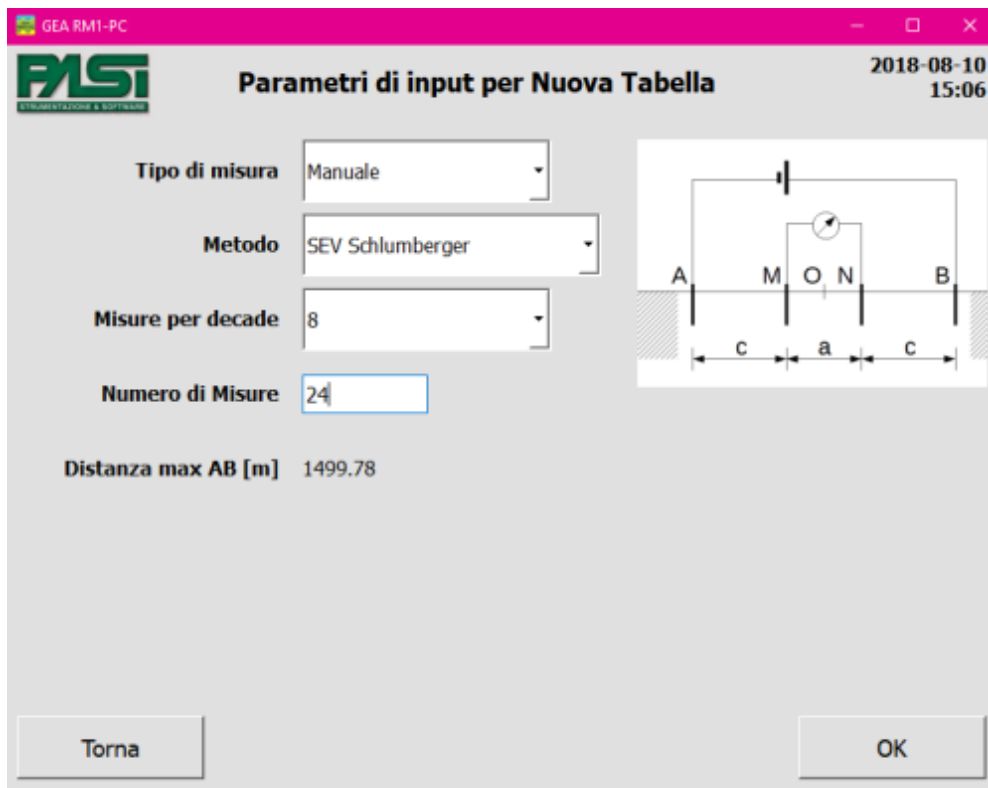 GEA RM1-PC
PASI
STRUMENTAZIONE & SOFTWARE
Parametri di input per Nuova Tabella
2018-08-10
15:06
Tipo di misura Manuale
Metodo SEV Schlumberger
Misure per decade 8
Numero di Misure 24
Distanza max AB [m] 1499.78
A M O N B
c a c
Torna OK